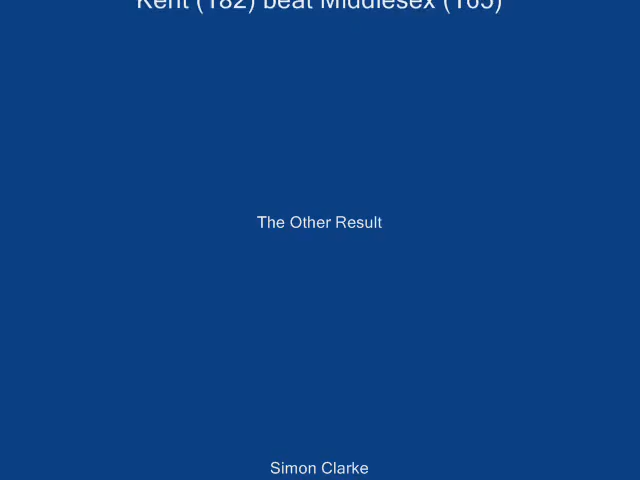 Kent (182) beat Middlesex (165)
The Other Result
Simon Clarke